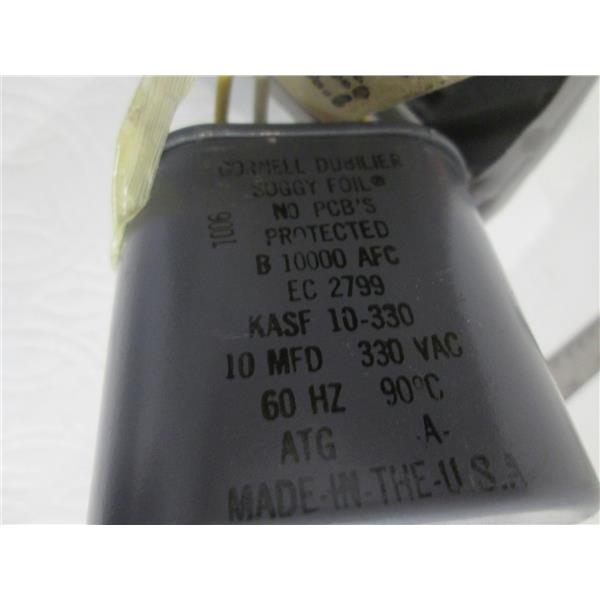 CORNELL DUBILIER
SOGGY FOIL®
NO PCB'S
1006
PROTECTED
B 10000 AFC
EC 2799
KASF 10-330
10 MFD 330 VAC
60 HZ 90°C
ATG -A-
MADE-IN-THE-U.S.A